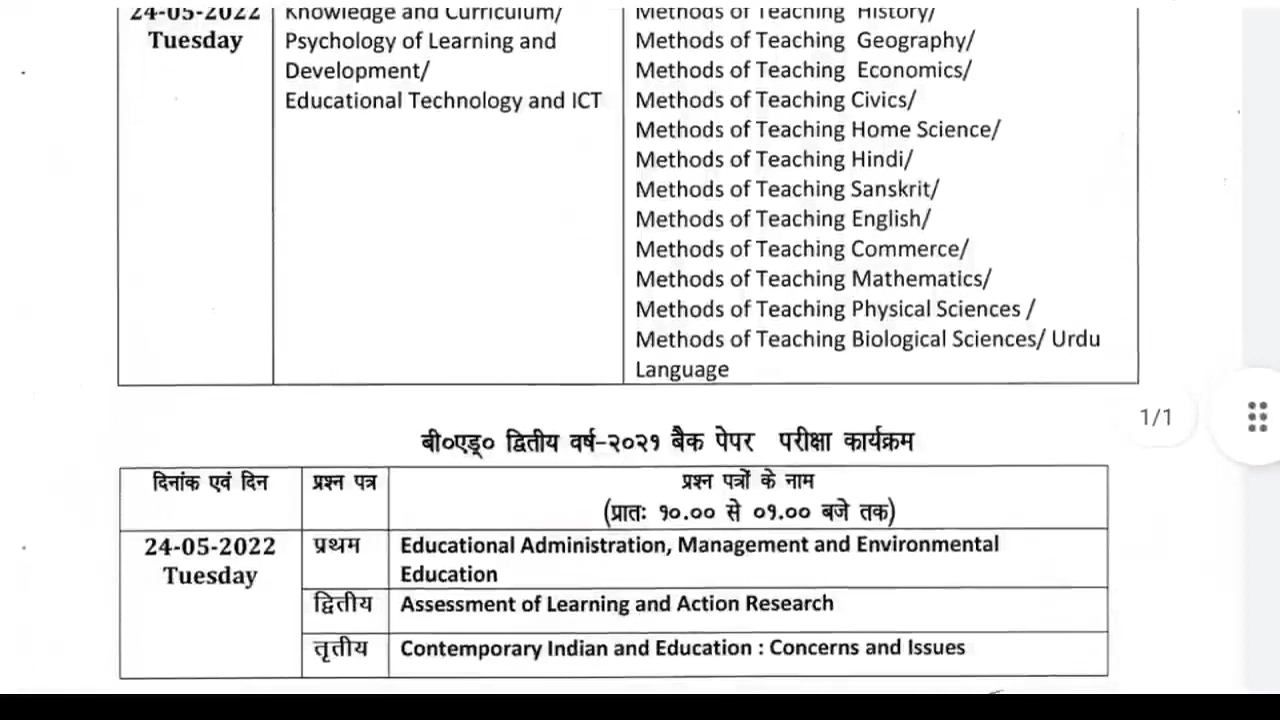 24-05-2022
Tuesday
Knowledge and Curriculum/
Psychology of Learning and
Development/
Educational Technology and ICT
Methods of Teaching History/
Methods of Teaching Geography/
Methods of Teaching Economics/
Methods of Teaching Civics/
Methods of Teaching Home Science/
Methods of Teaching Hindi/
Methods of Teaching Sanskrit/
Methods of Teaching English/
Methods of Teaching Commerce/
Methods of Teaching Mathematics/
Methods of Teaching Physical Sciences /
Methods of Teaching Biological Sciences/ Urdu
Language
1/1
बी०एड्० द्वितीय वर्ष-२०२१ बैक पेपर परीक्षा कार्यक्रम
दिनांक एवं दिन
प्रश्न पत्र
प्रश्न पत्रों के नाम
(प्रातः १०.०० से ०१.०० बजे तक)
24-05-2022
Tuesday
प्रथम
Educational Administration, Management and Environmental
Education
द्वितीय
Assessment of Learning and Action Research
तृतीय
Contemporary Indian and Education : Concerns and Issues